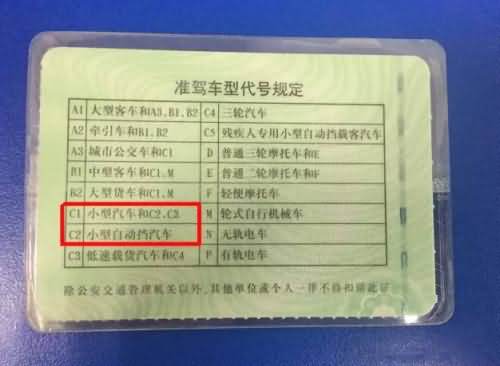 准驾车型代号规定
A1 大型客车和A3、B1、B2 C4 三轮汽车
A2 牵引车和B1、B2 C5 残疾人专用小型自动挡载客汽车
A3 城市公交车和C1 D 普通三轮摩托车和E
B1 中型客车和C1、M E 普通二轮摩托车和F
B2 大型货车和C1、M F 轻便摩托车
C1 小型汽车和C2、C3 M 轮式自行机械车
C2 小型自动挡汽车 N 无轨电车
C3 低速载货汽车和C4 P 有轨电车
除公安交通管理机关以外，其他单位或个人一律不得扣留此证